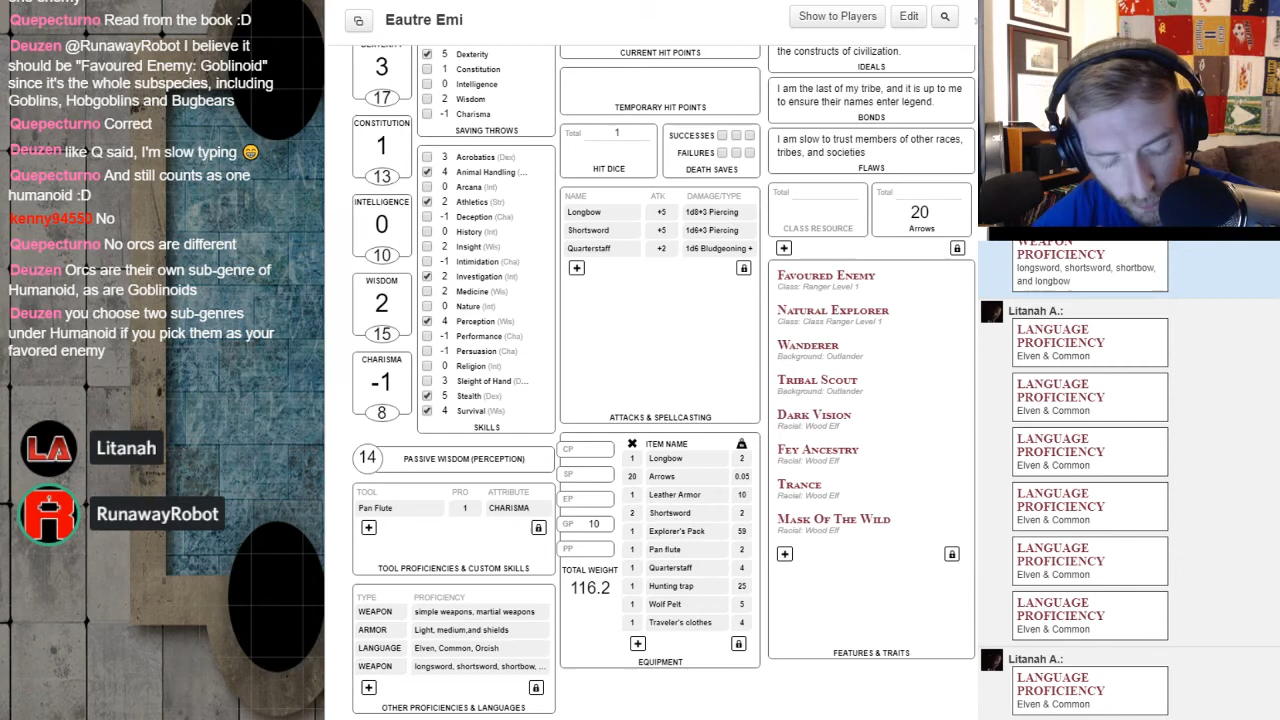 Quepecturno Read from the book :D
Deuzen @RunawayRobot I believe it
should be "Favoured Enemy: Goblinoid"
since it's the whole subspecies, including
Goblins, Hobgoblins and Bugbears
Quepecturno Correct
Deuzen like Q said, I'm slow typing 😁
Quepecturno And still counts as one
humanoid :D
kenny94550 No
Quepecturno No orcs are different
Deuzen Orcs are their own sub-genre of
Humanoid, as are Goblinoids
Deuzen you choose two sub-genres
under Humanoid if you pick them as your
favored enemy
LA
Litanah
RunawayRobot
Eautre Emi
Show to Players
Edit
3
17
CONSTITUTION
1
13
INTELLIGENCE
0
10
WISDOM
2
15
CHARISMA
-1
8
5 Dexterity
1 Constitution
0 Intelligence
2 Wisdom
-1 Charisma
SAVING THROWS
3 Acrobatics (Dex)
4 Animal Handling (...
0 Arcana (Int)
2 Athletics (Str)
-1 Deception (Cha)
0 History (Int)
2 Insight (Wis)
-1 Intimidation (Cha)
2 Investigation (Int)
2 Medicine (Wis)
0 Nature (Int)
4 Perception (Wis)
-1 Performance (Cha)
-1 Persuasion (Cha)
0 Religion (Int)
3 Sleight of Hand (D...
5 Stealth (Dex)
4 Survival (Wis)
SKILLS
14 PASSIVE WISDOM (PERCEPTION)
TOOL PRO ATTRIBUTE
Pan Flute 1 CHARISMA
TOOL PROFICIENCIES & CUSTOM SKILLS
TYPE PROFICIENCY
WEAPON simple weapons, martial weapons
ARMOR Light, medium,and shields
LANGUAGE Elven, Common, Orcish
WEAPON longsword, shortsword, shortbow, ...
OTHER PROFICIENCIES & LANGUAGES
CURRENT HIT POINTS
TEMPORARY HIT POINTS
Total 1
HIT DICE
SUCCESSES
FAILURES
DEATH SAVES
NAME ATK DAMAGE/TYPE
Longbow +5 1d8+3 Piercing
Shortsword +5 1d6+3 Piercing
Quarterstaff +2 1d6 Bludgeoning +
ATTACKS & SPELLCASTING
CP
SP
EP
GP 10
PP
TOTAL WEIGHT
116.2
ITEM NAME
1 Longbow 2
20 Arrows 0.05
1 Leather Armor 10
2 Shortsword 2
1 Explorer's Pack 59
1 Pan flute 2
1 Quarterstaff 4
1 Hunting trap 25
1 Wolf Pelt 5
1 Traveler's clothes 4
EQUIPMENT
the constructs of civilization.
IDEALS
I am the last of my tribe, and it is up to me
to ensure their names enter legend.
BONDS
I am slow to trust members of other races,
tribes, and societies
FLAWS
Total
CLASS RESOURCE
Total
20
Arrows
FAVOURED ENEMY
Class: Ranger Level 1
NATURAL EXPLORER
Class: Class Ranger Level 1
WANDERER
Background: Outlander
TRIBAL SCOUT
Background: Outlander
DARK VISION
Racial: Wood Elf
FEY ANCESTRY
Racial: Wood Elf
TRANCE
Racial: Wood Elf
MASK OF THE WILD
Racial: Wood Elf
FEATURES & TRAITS
WEAPON
PROFICIENCY
longsword, shortsword, shortbow,
and longbow
Litanah A.:
LANGUAGE
PROFICIENCY
Elven & Common
LANGUAGE
PROFICIENCY
Elven & Common
LANGUAGE
PROFICIENCY
Elven & Common
LANGUAGE
PROFICIENCY
Elven & Common
LANGUAGE
PROFICIENCY
Elven & Common
LANGUAGE
PROFICIENCY
Elven & Common
Litanah A.:
LANGUAGE
PROFICIENCY
Elven & Common